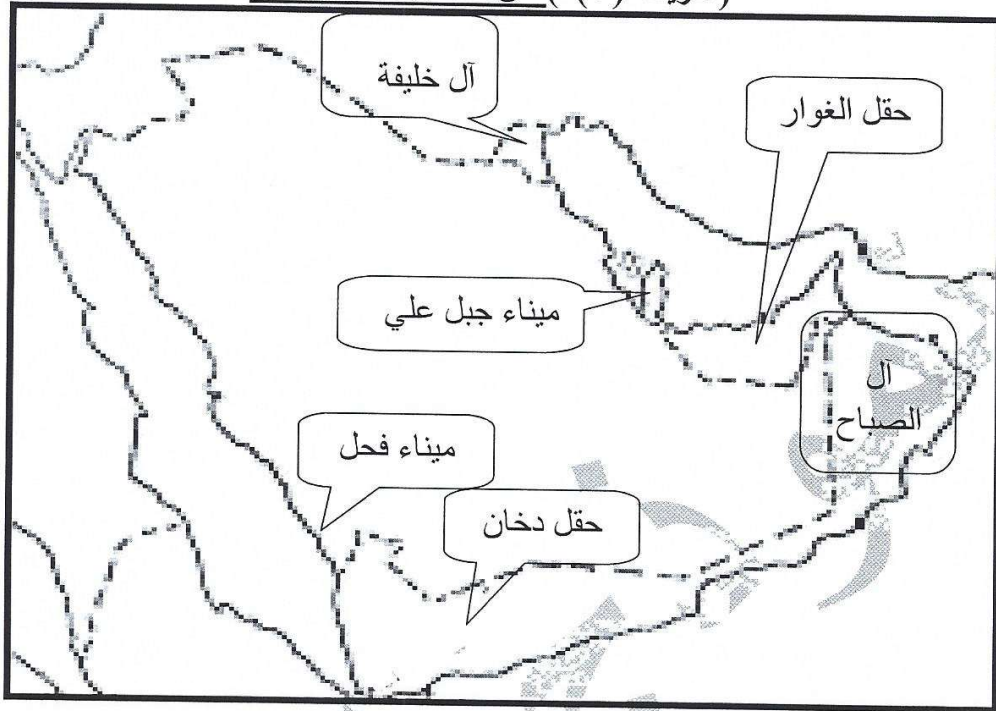 آل خليفة
حقل الغوار
ميناء جبل علي
آل
الصباح
ميناء فحل
حقل دخان